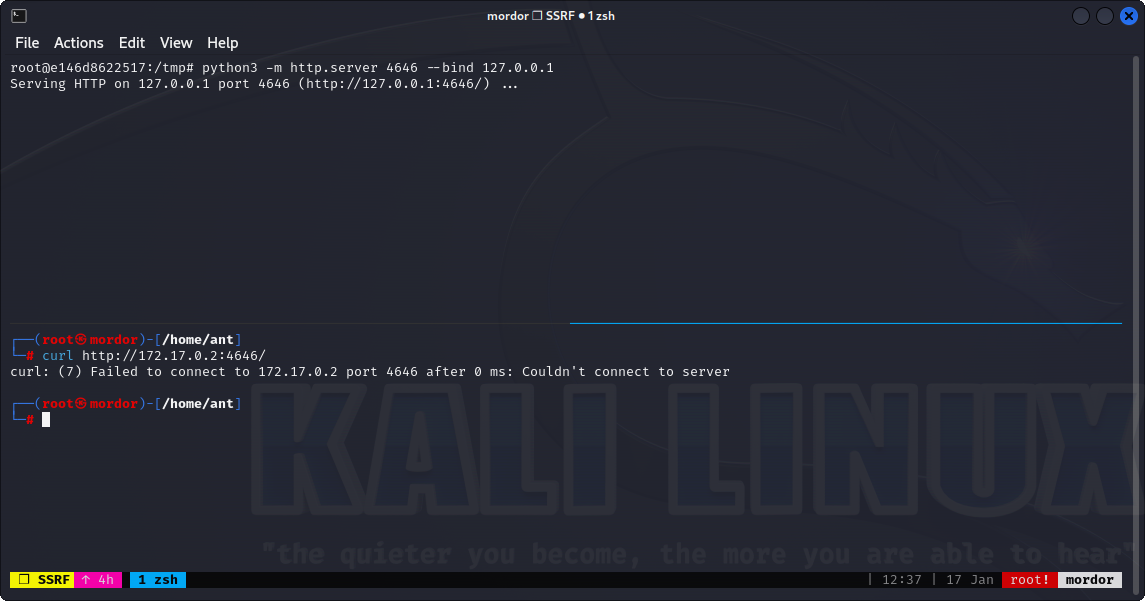 mordor ❐ SSRF ● 1 zsh
File Actions Edit View Help
root@e146d8622517:/tmp# python3 -m http.server 4646 --bind 127.0.0.1
Serving HTTP on 127.0.0.1 port 4646 (http://127.0.0.1:4646/) ...
┌──(root㉿mordor)-[/home/ant]
└─# curl http://172.17.0.2:4646/
curl: (7) Failed to connect to 172.17.0.2 port 4646 after 0 ms: Couldn't connect to server
┌──(root㉿mordor)-[/home/ant]
└─#
KALI LINUX
"the quieter you become, the more you are able to hear"
❐ SSRF ↑ 4h 1 zsh | 12:37 | 17 Jan root! mordor